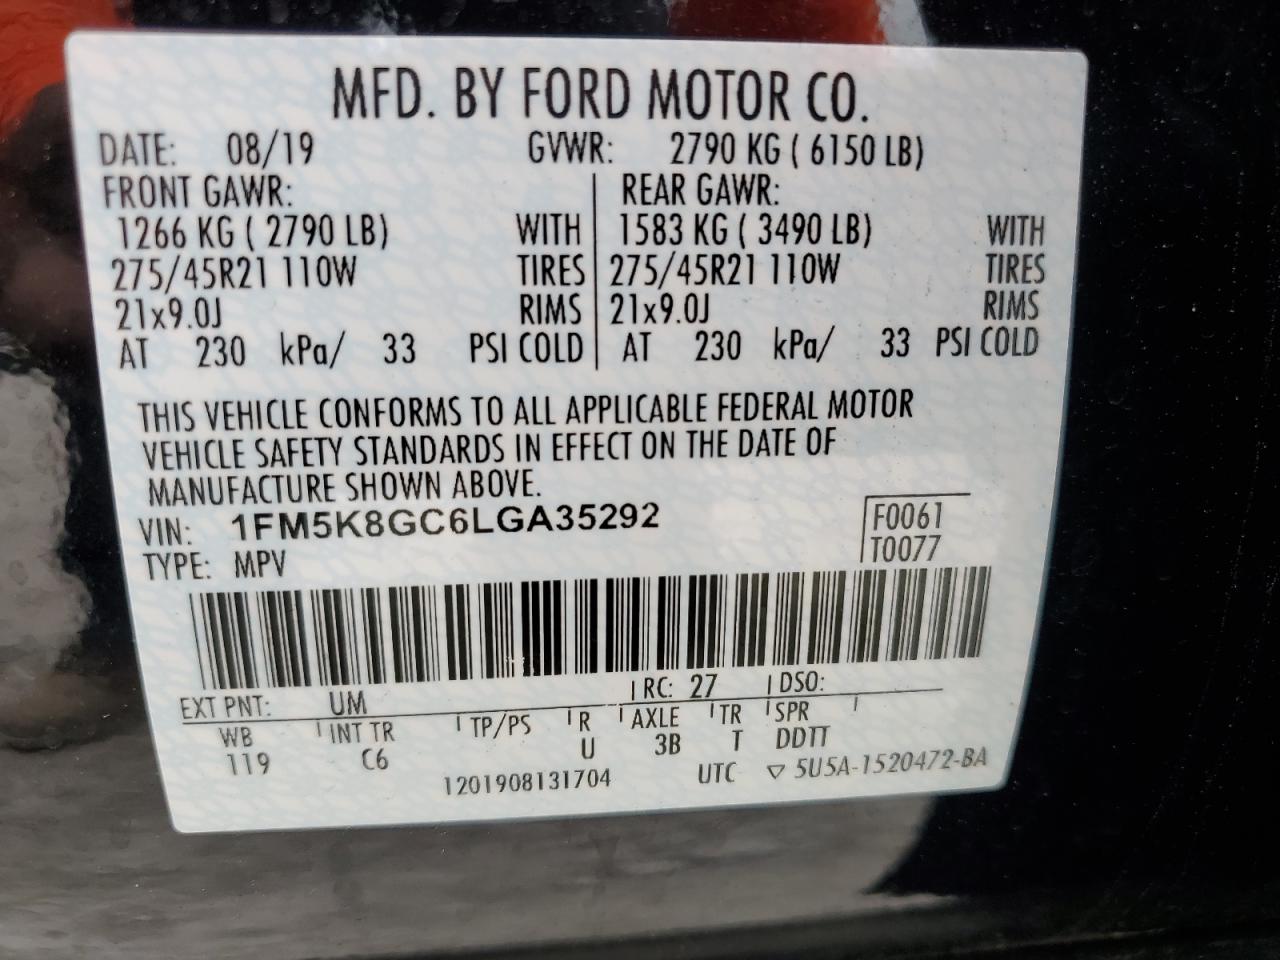 MFD. BY FORD MOTOR CO.
DATE: 08/19 GVWR: 2790 KG ( 6150 LB)
FRONT GAWR: REAR GAWR:
1266 KG ( 2790 LB) WITH 1583 KG ( 3490 LB) WITH
275/45R21 110W TIRES 275/45R21 110W TIRES
21x9.0J RIMS 21x9.0J RIMS
AT 230 kPa/ 33 PSI COLD AT 230 kPa/ 33 PSI COLD
THIS VEHICLE CONFORMS TO ALL APPLICABLE FEDERAL MOTOR
VEHICLE SAFETY STANDARDS IN EFFECT ON THE DATE OF
MANUFACTURE SHOWN ABOVE.
VIN: 1FM5K8GC6LGA35292 F0061
TYPE: MPV T0077
EXT PNT: UM RC: 27 DSO:
WB INT TR TP/PS R AXLE TR SPR
119 C6 U 3B T DDTT
1201908131704 UTC ▽ 5U5A-1520472-BA